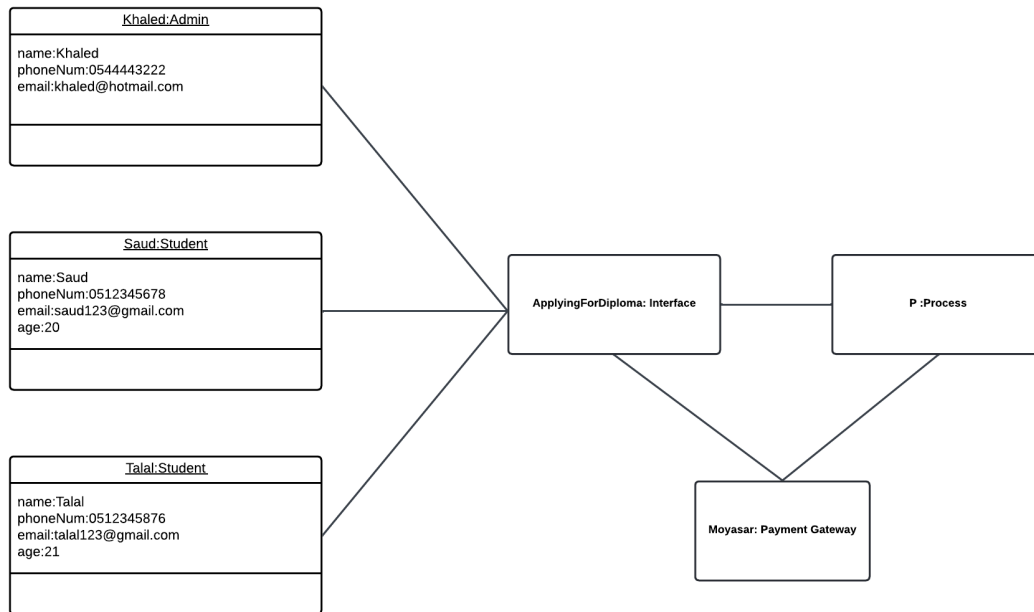 Khaled:Admin
name:Khaled
phoneNum:0544443222
email:khaled@hotmail.com
Saud:Student
name:Saud
phoneNum:0512345678
email:saud123@gmail.com
age:20
Talal:Student
name:Talal
phoneNum:0512345876
email:talal123@gmail.com
age:21
ApplyingForDiploma: Interface
P :Process
Moyasar: Payment Gateway